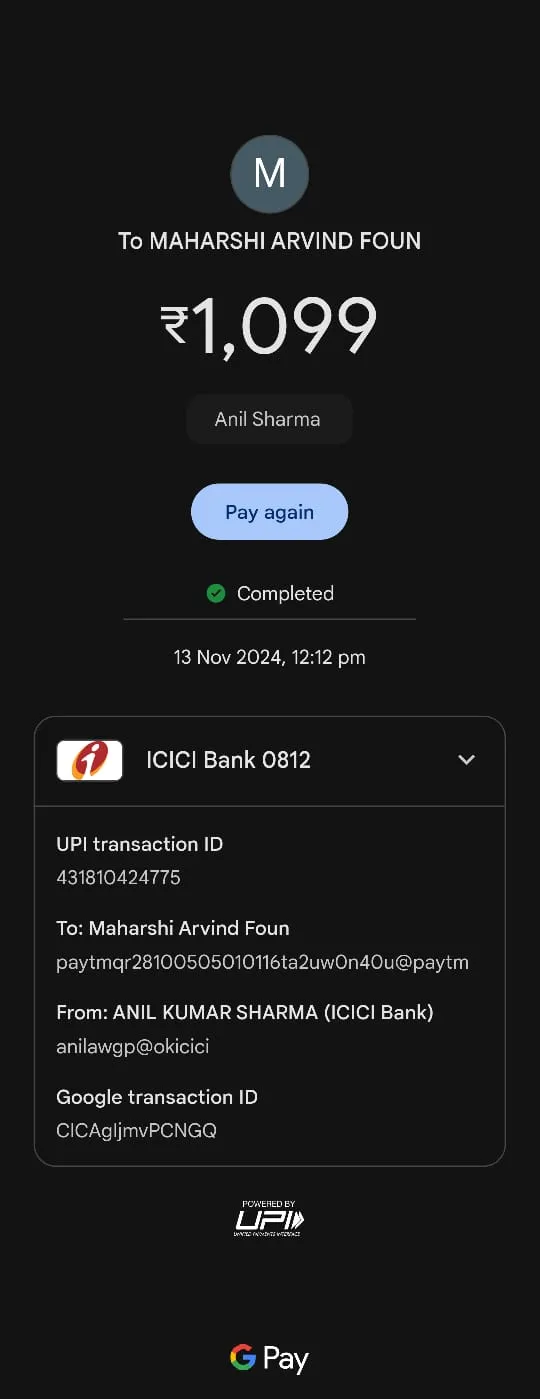 M
To MAHARSHI ARVIND FOUN
₹1,099
Anil Sharma
Pay again
Completed
13 Nov 2024, 12:12 pm
ICICI Bank 0812
UPI transaction ID
431810424775
To: Maharshi Arvind Foun
paytmqr28100505010116ta2uw0n40u@paytm
From: ANIL KUMAR SHARMA (ICICI Bank)
anilawgp@okicici
Google transaction ID
CICAgIjmvPCNGQ
POWERED BY
UPI
UNIFIED PAYMENTS INTERFACE
G Pay